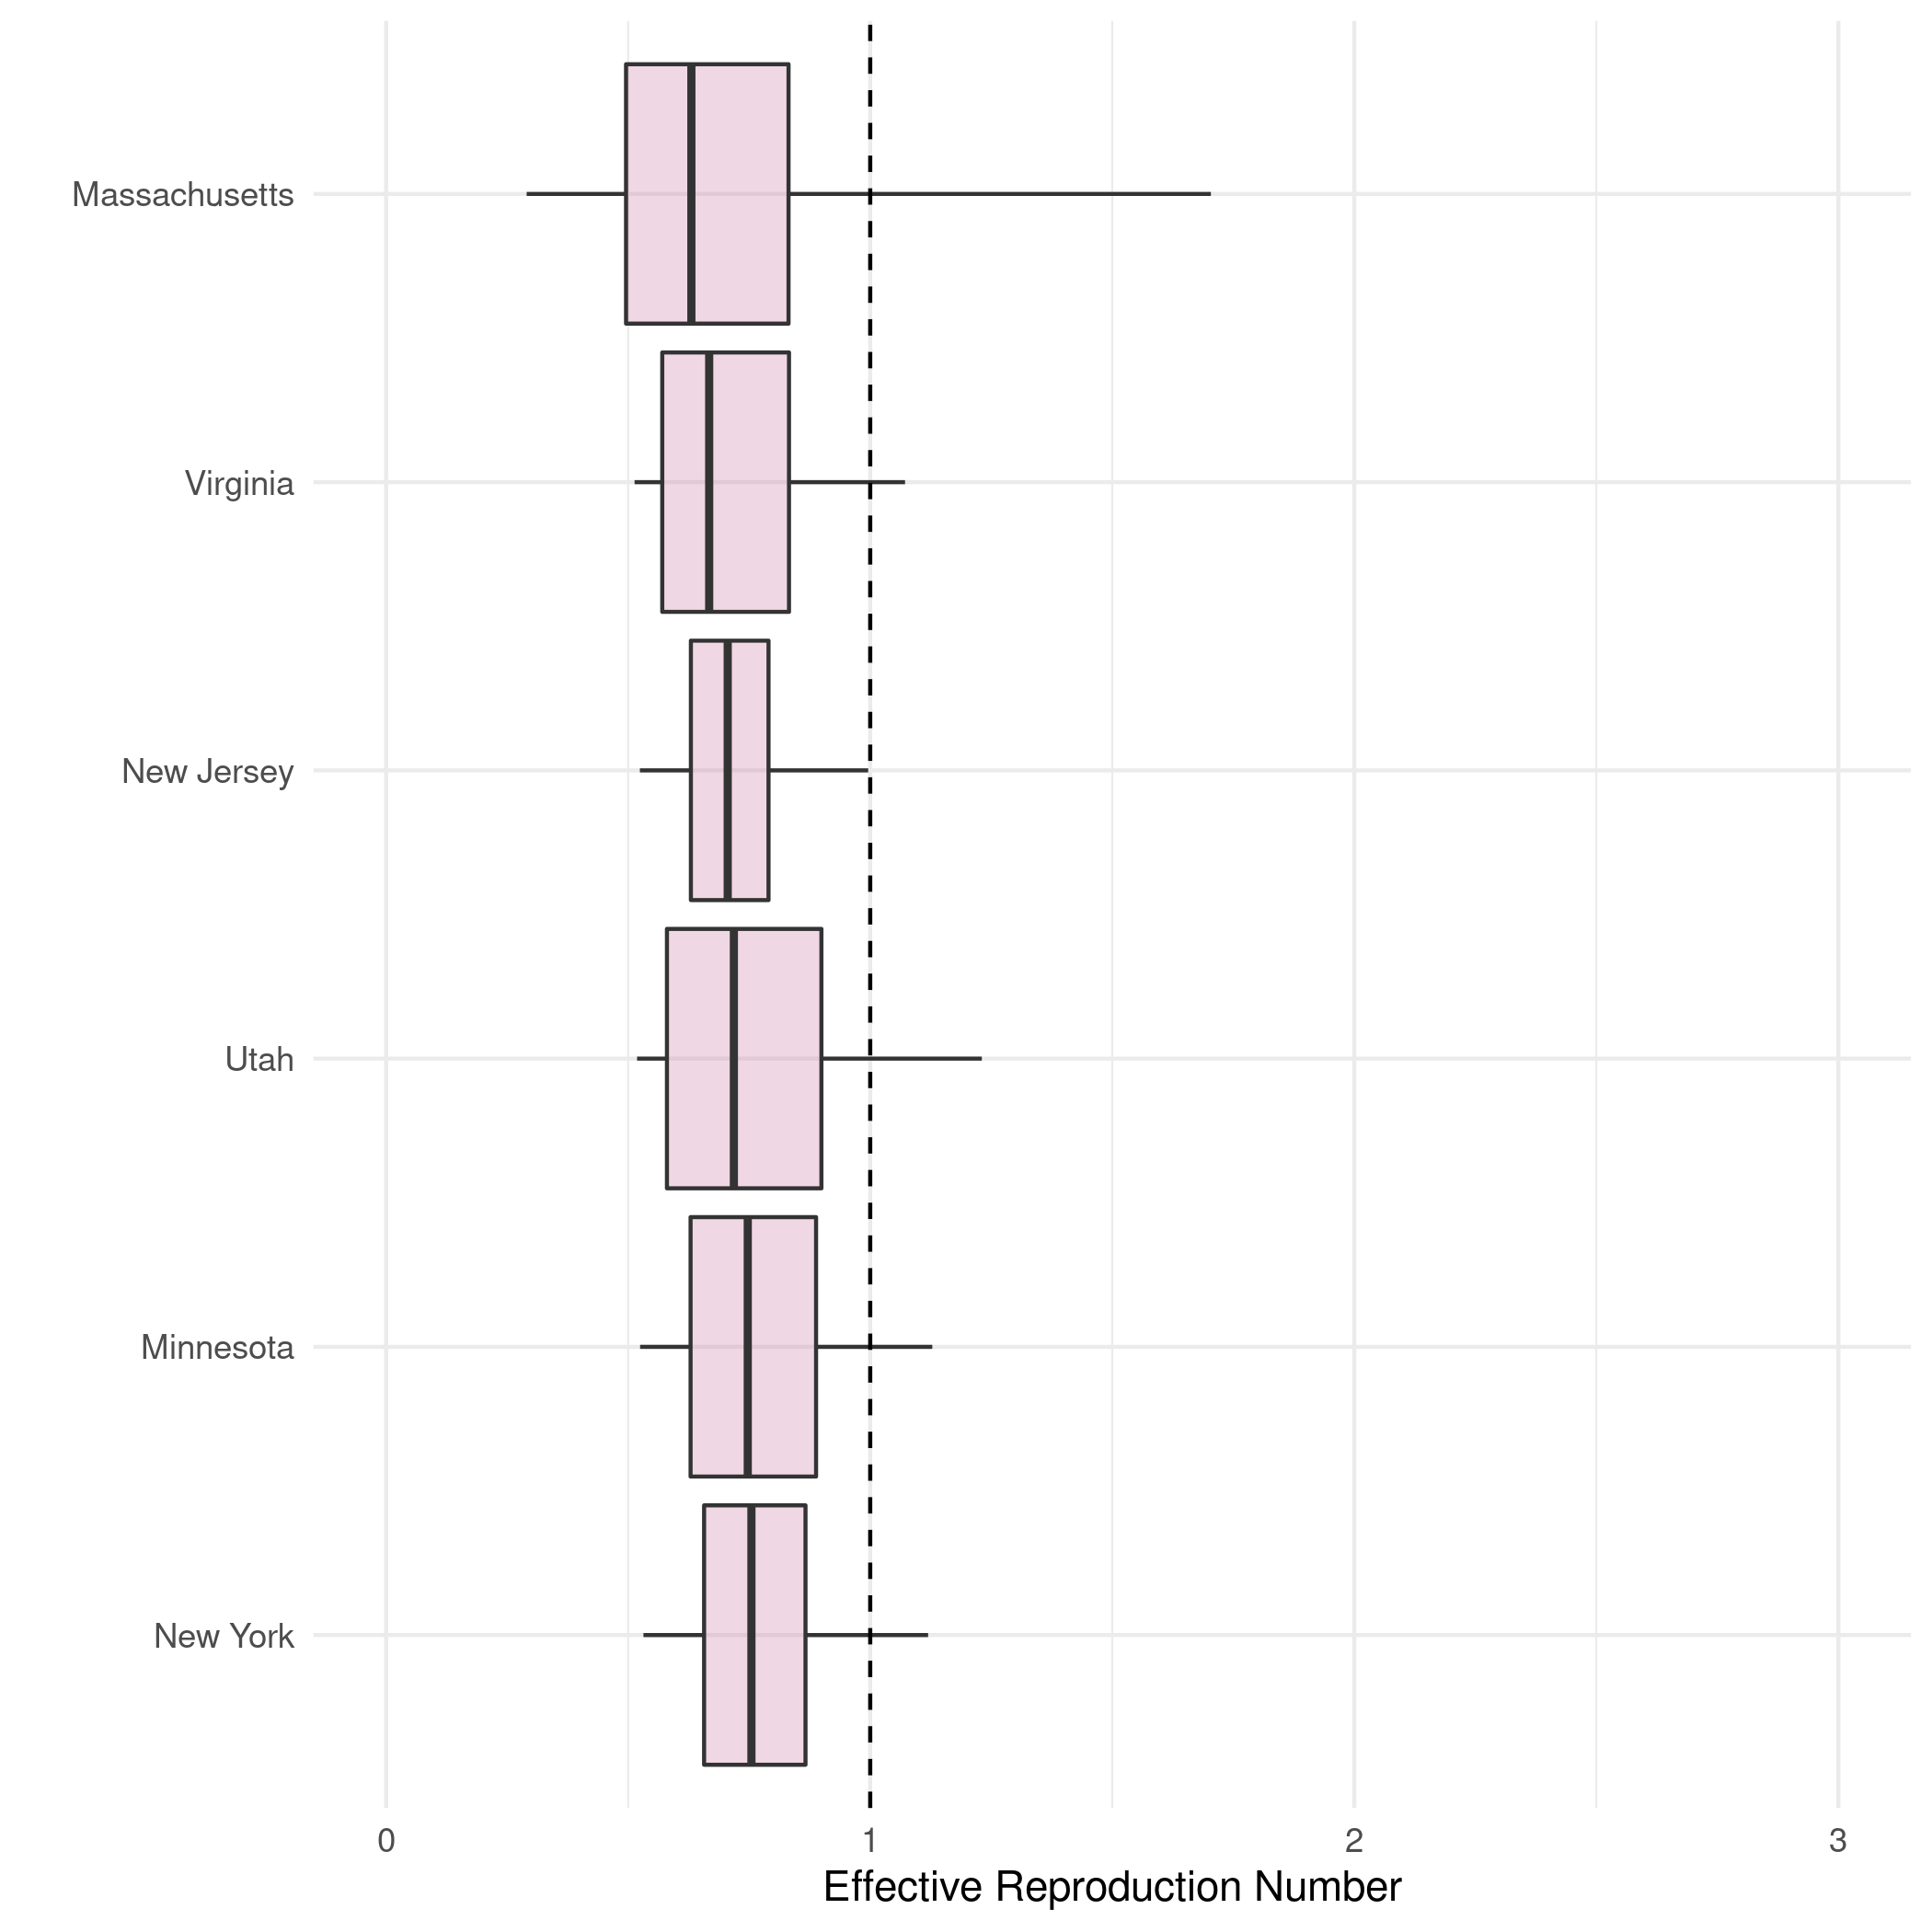 Massachusetts
Virginia
New Jersey
Utah
Minnesota
New York
0 1 2 3
Effective Reproduction Number